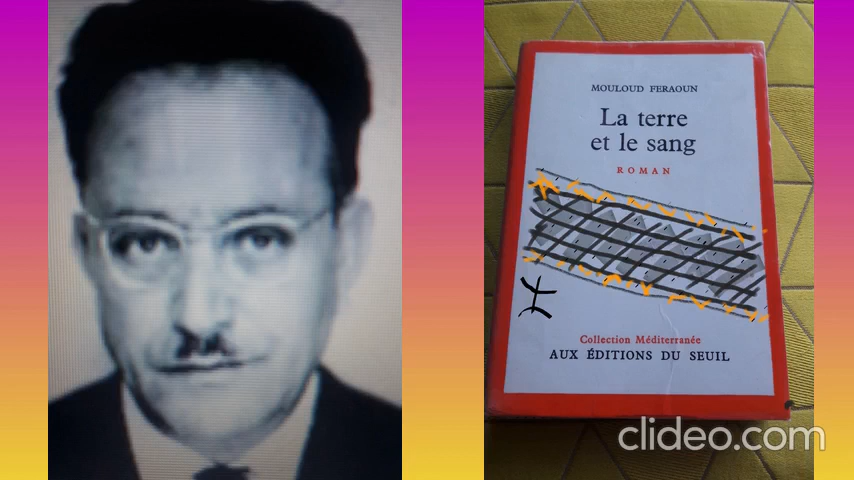 MOULOUD FERAOUN
La terre
et le sang
ROMAN
Collection Méditerranée
AUX ÉDITIONS DU SEUIL
clideo.com